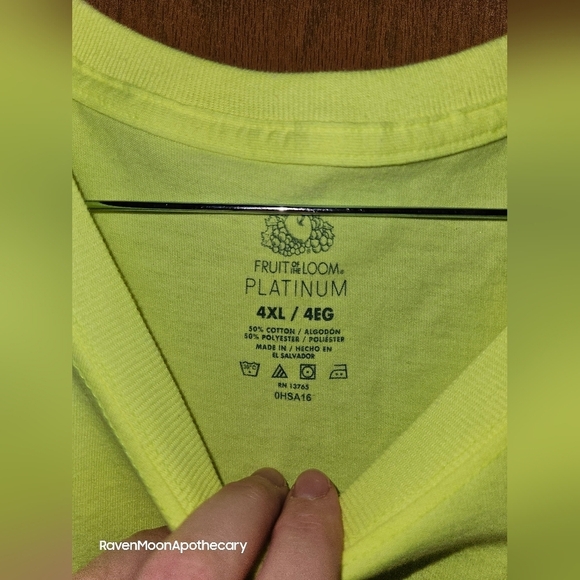 FRUIT OF THE LOOM®
PLATINUM
4XL / 4EG
50% COTTON / ALGODÓN
50% POLYESTER / POLIÉSTER
MADE IN / HECHO EN
EL SALVADOR
30°C
RN 13765
0HSA16
RavenMoonApothecary